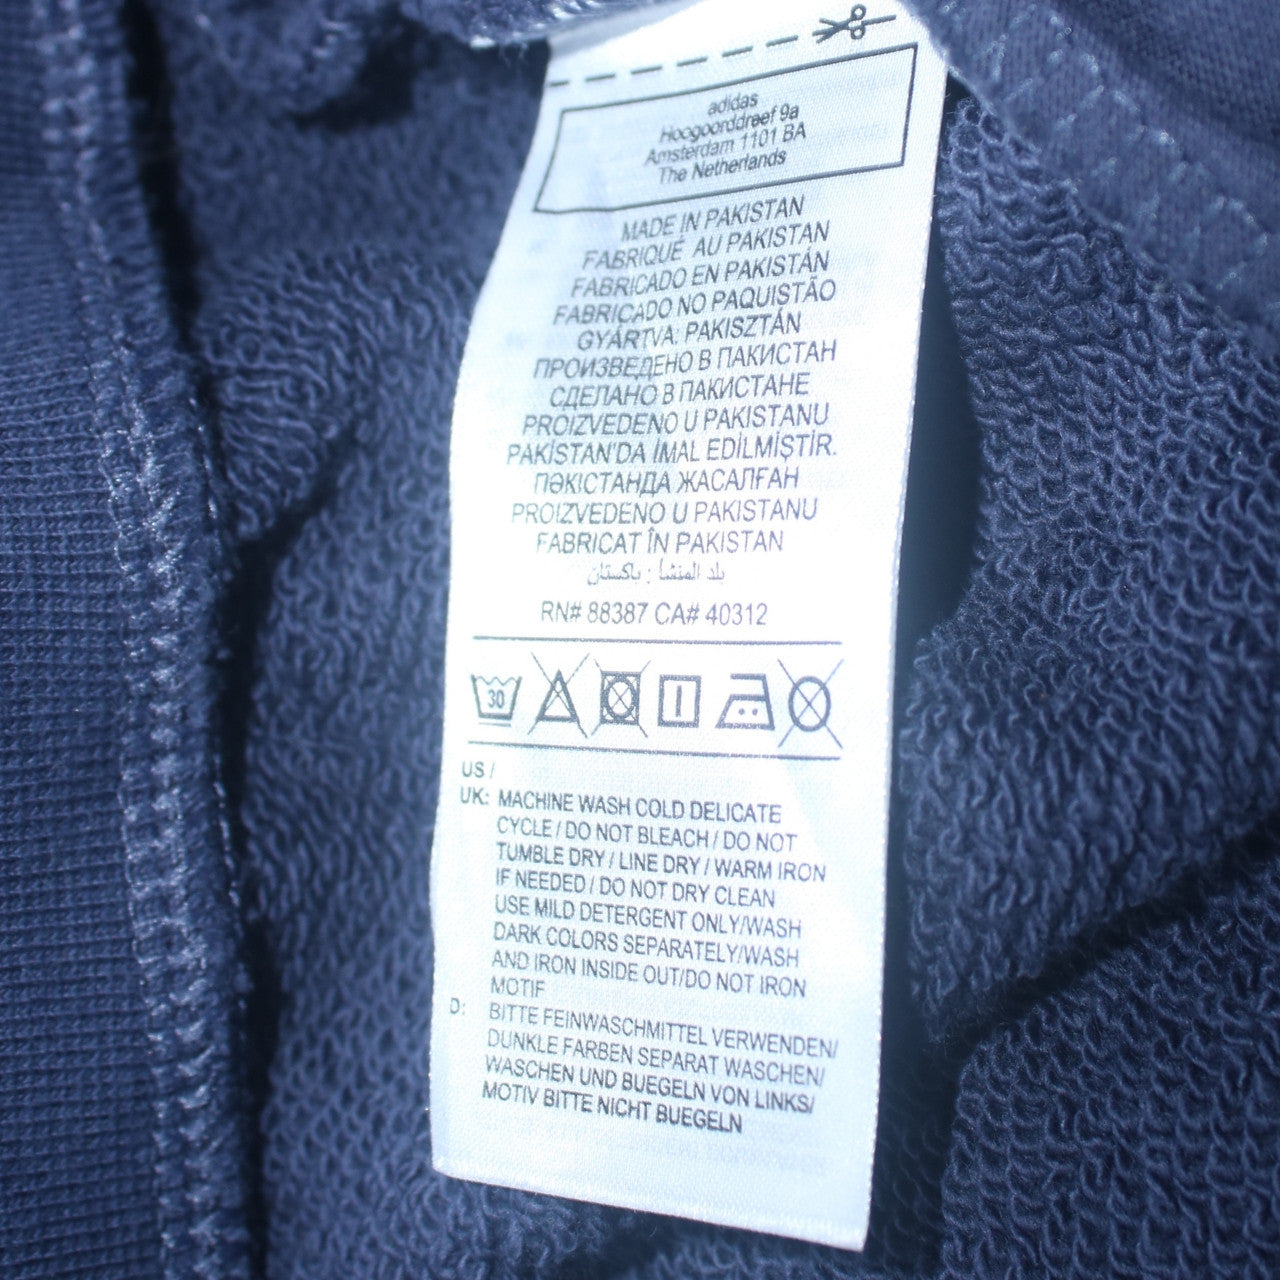 adidas
Hoogoorddreef 9a
Amsterdam 1101 BA
The Netherlands
MADE IN PAKISTAN
FABRIQUÉ AU PAKISTAN
FABRICADO EN PAKISTÁN
FABRICADO NO PAQUISTÃO
GYÁRTVA: PAKISZTÁN
ПРОИЗВЕДЕНО В ПАКИСТАН
СДЕЛАНО В ПАКИСТАНЕ
PROIZVEDENO U PAKISTANU
PAKİSTAN'DA İMAL EDİLMİŞTİR.
ПӘКІСТАНДА ЖАСАЛҒАН
PROIZVEDENO U PAKISTANU
FABRICAT ÎN PAKISTAN
بلد المنشأ : باكستان
RN# 88387 CA# 40312
30
US /
UK: MACHINE WASH COLD DELICATE
CYCLE / DO NOT BLEACH / DO NOT
TUMBLE DRY / LINE DRY / WARM IRON
IF NEEDED / DO NOT DRY CLEAN
USE MILD DETERGENT ONLY/WASH
DARK COLORS SEPARATELY/WASH
AND IRON INSIDE OUT/DO NOT IRON
MOTIF
D: BITTE FEINWASCHMITTEL VERWENDEN/
DUNKLE FARBEN SEPARAT WASCHEN/
WASCHEN UND BUEGELN VON LINKS/
MOTIV BITTE NICHT BUEGELN